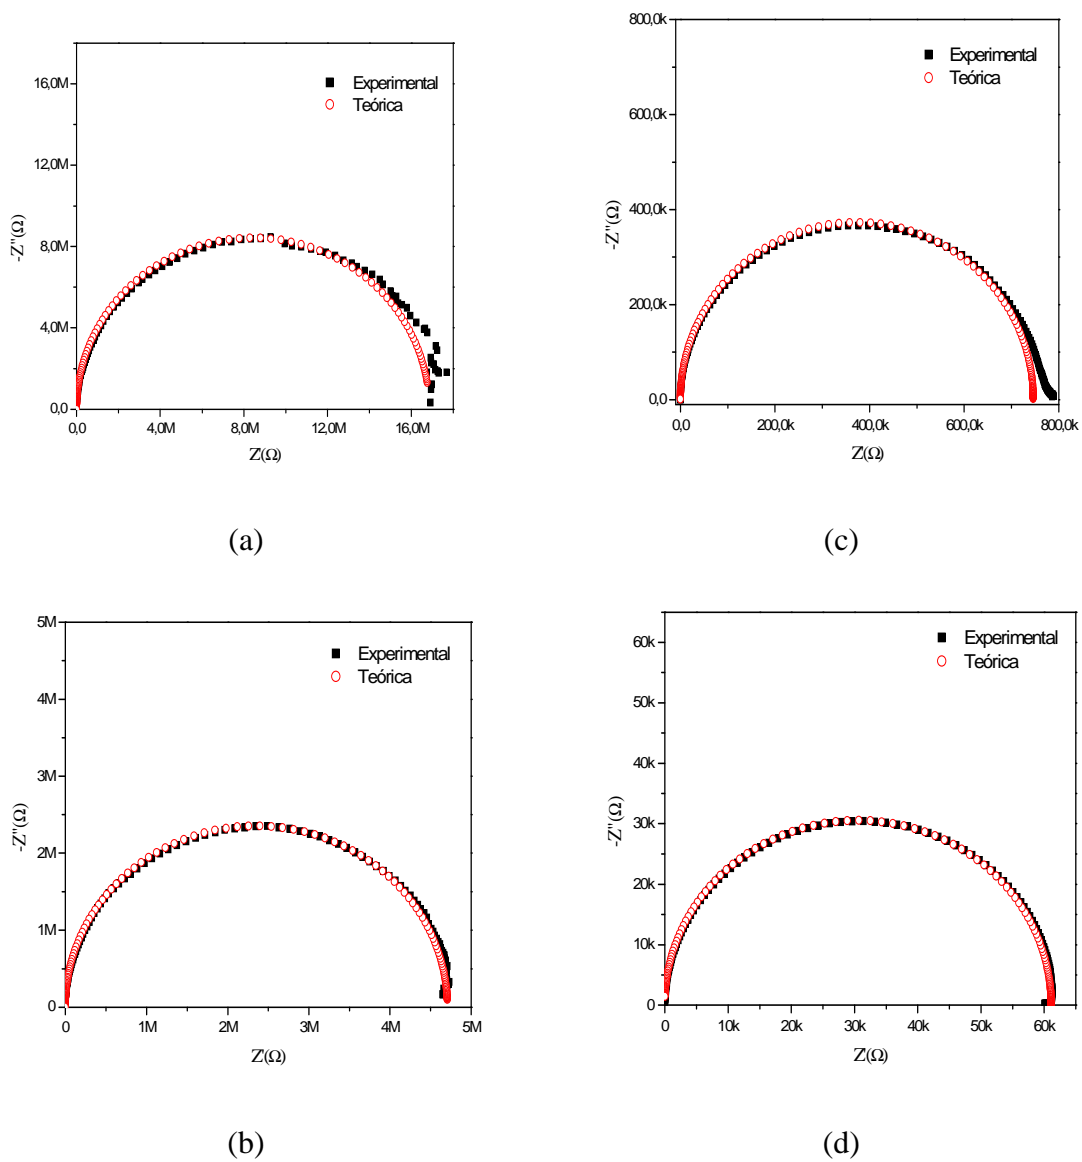 16,0M
12,0M
8,0M
4,0M
0,0
-Z''(Ω)
Experimental
Teórica
0,0 4,0M 8,0M 12,0M 16,0M
Z'(Ω)
(a)
800,0k
600,0k
400,0k
200,0k
0,0
-Z''(Ω)
Experimental
Teórica
0,0 200,0k 400,0k 600,0k 800,0k
Z'(Ω)
(c)
5M
4M
3M
2M
1M
0
-Z''(Ω)
Experimental
Teórica
0 1M 2M 3M 4M 5M
Z'(Ω)
(b)
60k
50k
40k
30k
20k
10k
0
-Z''(Ω)
Experimental
Teórica
0 10k 20k 30k 40k 50k 60k
Z'(Ω)
(d)